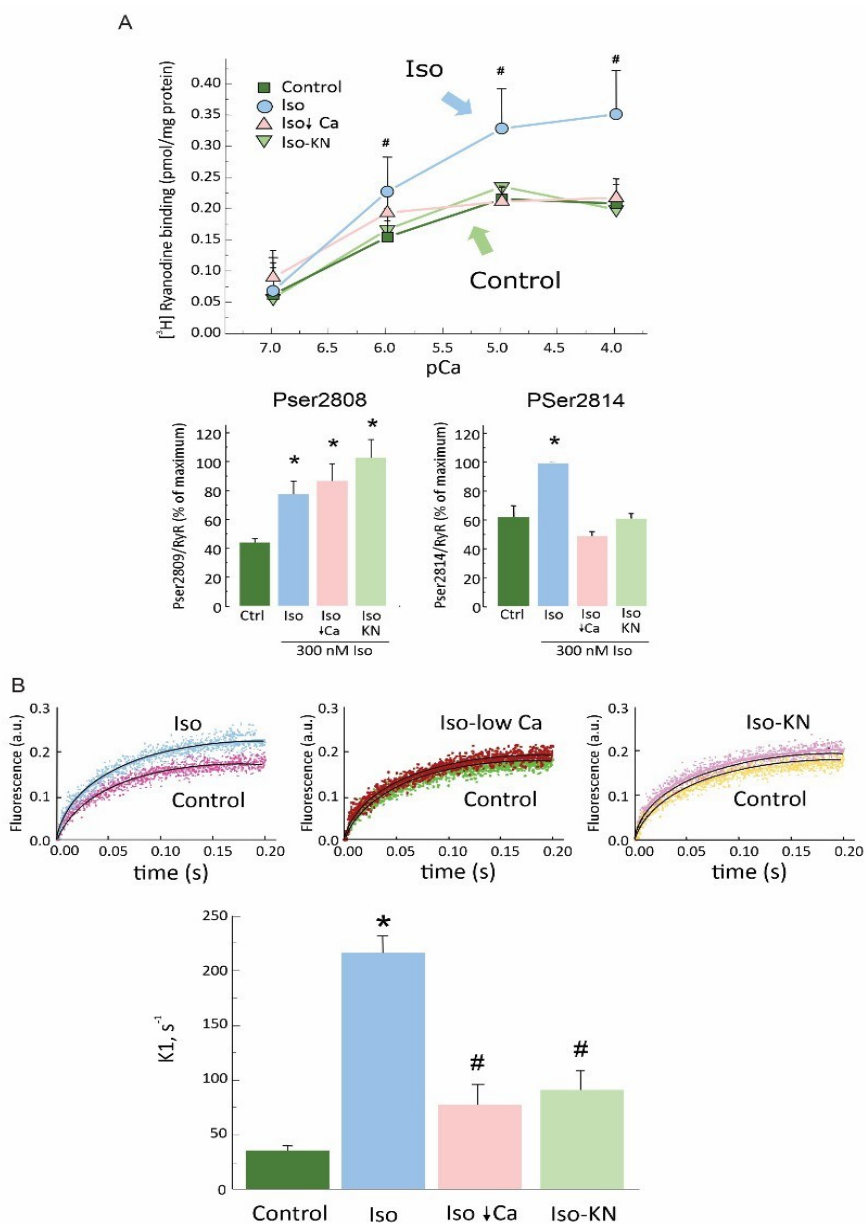 A
[³H] Ryanodine binding (pmol/mg protein)
0.40
0.35
0.30
0.25
0.20
0.15
0.10
0.05
0.00
Control
Iso
Iso↓ Ca
Iso-KN
Iso
Control
#
#
#
7.0 6.5 6.0 5.5 5.0 4.5 4.0
pCa
Pser2808
Pser2809/RyR (% of maximum)
120
100
80
60
40
20
0
* * *
Ctrl Iso Iso ↓Ca Iso KN
300 nM Iso
PSer2814
Pser2814/RyR (% of maximum)
120
100
80
60
40
20
0
*
Ctrl Iso Iso ↓Ca Iso KN
300 nM Iso
B
Fluorescence (a.u.)
0.3
0.2
0.1
0.0
Iso
Control
0.00 0.05 0.10 0.15 0.20
time (s)
Fluorescence (a.u.)
0.3
0.2
0.1
0.0
Iso-low Ca
Control
0.00 0.05 0.10 0.15 0.20
time (s)
Fluorescence (a.u.)
0.3
0.2
0.1
0.0
Iso-KN
Control
0.00 0.05 0.10 0.15 0.20
time (s)
K1, s⁻¹
250
200
150
100
50
0
* # #
Control Iso Iso ↓Ca Iso-KN